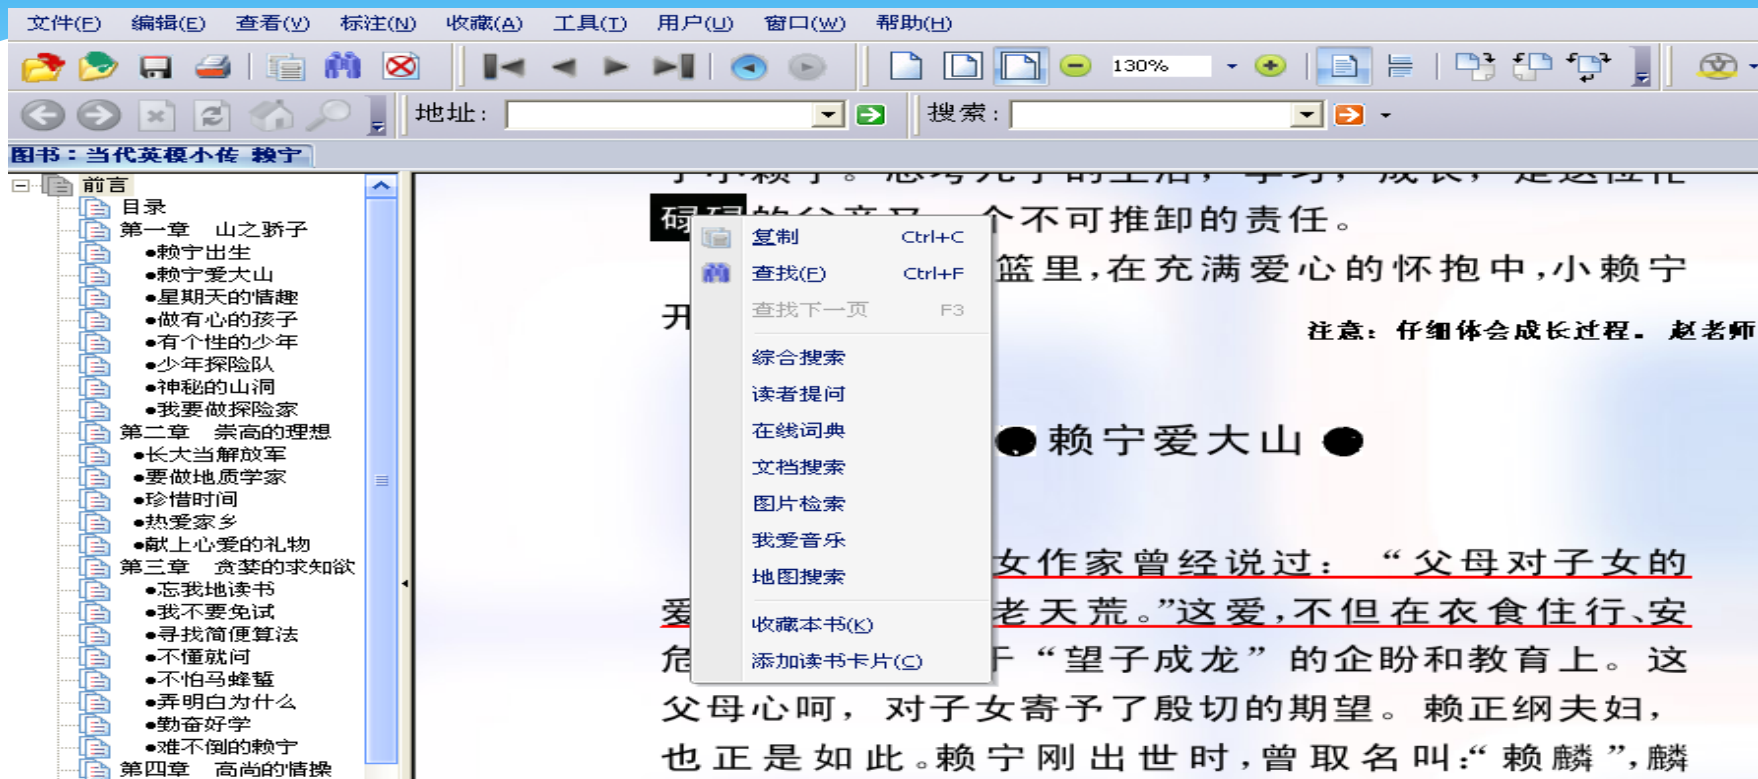 文件(F) 编辑(E) 查看(V) 标注(N) 收藏(A) 工具(T) 用户(U) 窗口(W) 帮助(H)
130%
地址: 搜索:
图书：当代英模小传 赖宁
前言
目录
第一章 山之骄子
●赖宁出生
●赖宁爱大山
●星期天的情趣
●做有心的孩子
●有个性的少年
●少年探险队
●神秘的山洞
●我要做探险家
第二章 崇高的理想
●长大当解放军
●要做地质学家
●珍惜时间
●热爱家乡
●献上心爱的礼物
第三章 贪婪的求知欲
●忘我地读书
●我不要免试
●寻找简便算法
●不懂就问
●不怕马蜂蜇
●弄明白为什么
●勤奋好学
●难不倒的赖宁
第四章 高尚的情操
复制 Ctrl+C
查找(F) Ctrl+F
查找下一页 F3
综合搜索
读者提问
在线词典
文档搜索
图片检索
我爱音乐
地图搜索
收藏本书(K)
添加读书卡片(C)
个不可推卸的责任。
篮里,在充满爱心的怀抱中,小赖宁
开
注意：仔细体会成长过程。 赵老师
●赖宁爱大山●
女作家曾经说过：“父母对子女的
爱 老天荒。”这爱,不但在衣食住行、安
危 于“望子成龙”的企盼和教育上。这
父母心呵，对子女寄予了殷切的期望。赖正纲夫妇，
也正是如此。赖宁刚出世时,曾取名叫:“赖麟”,麟